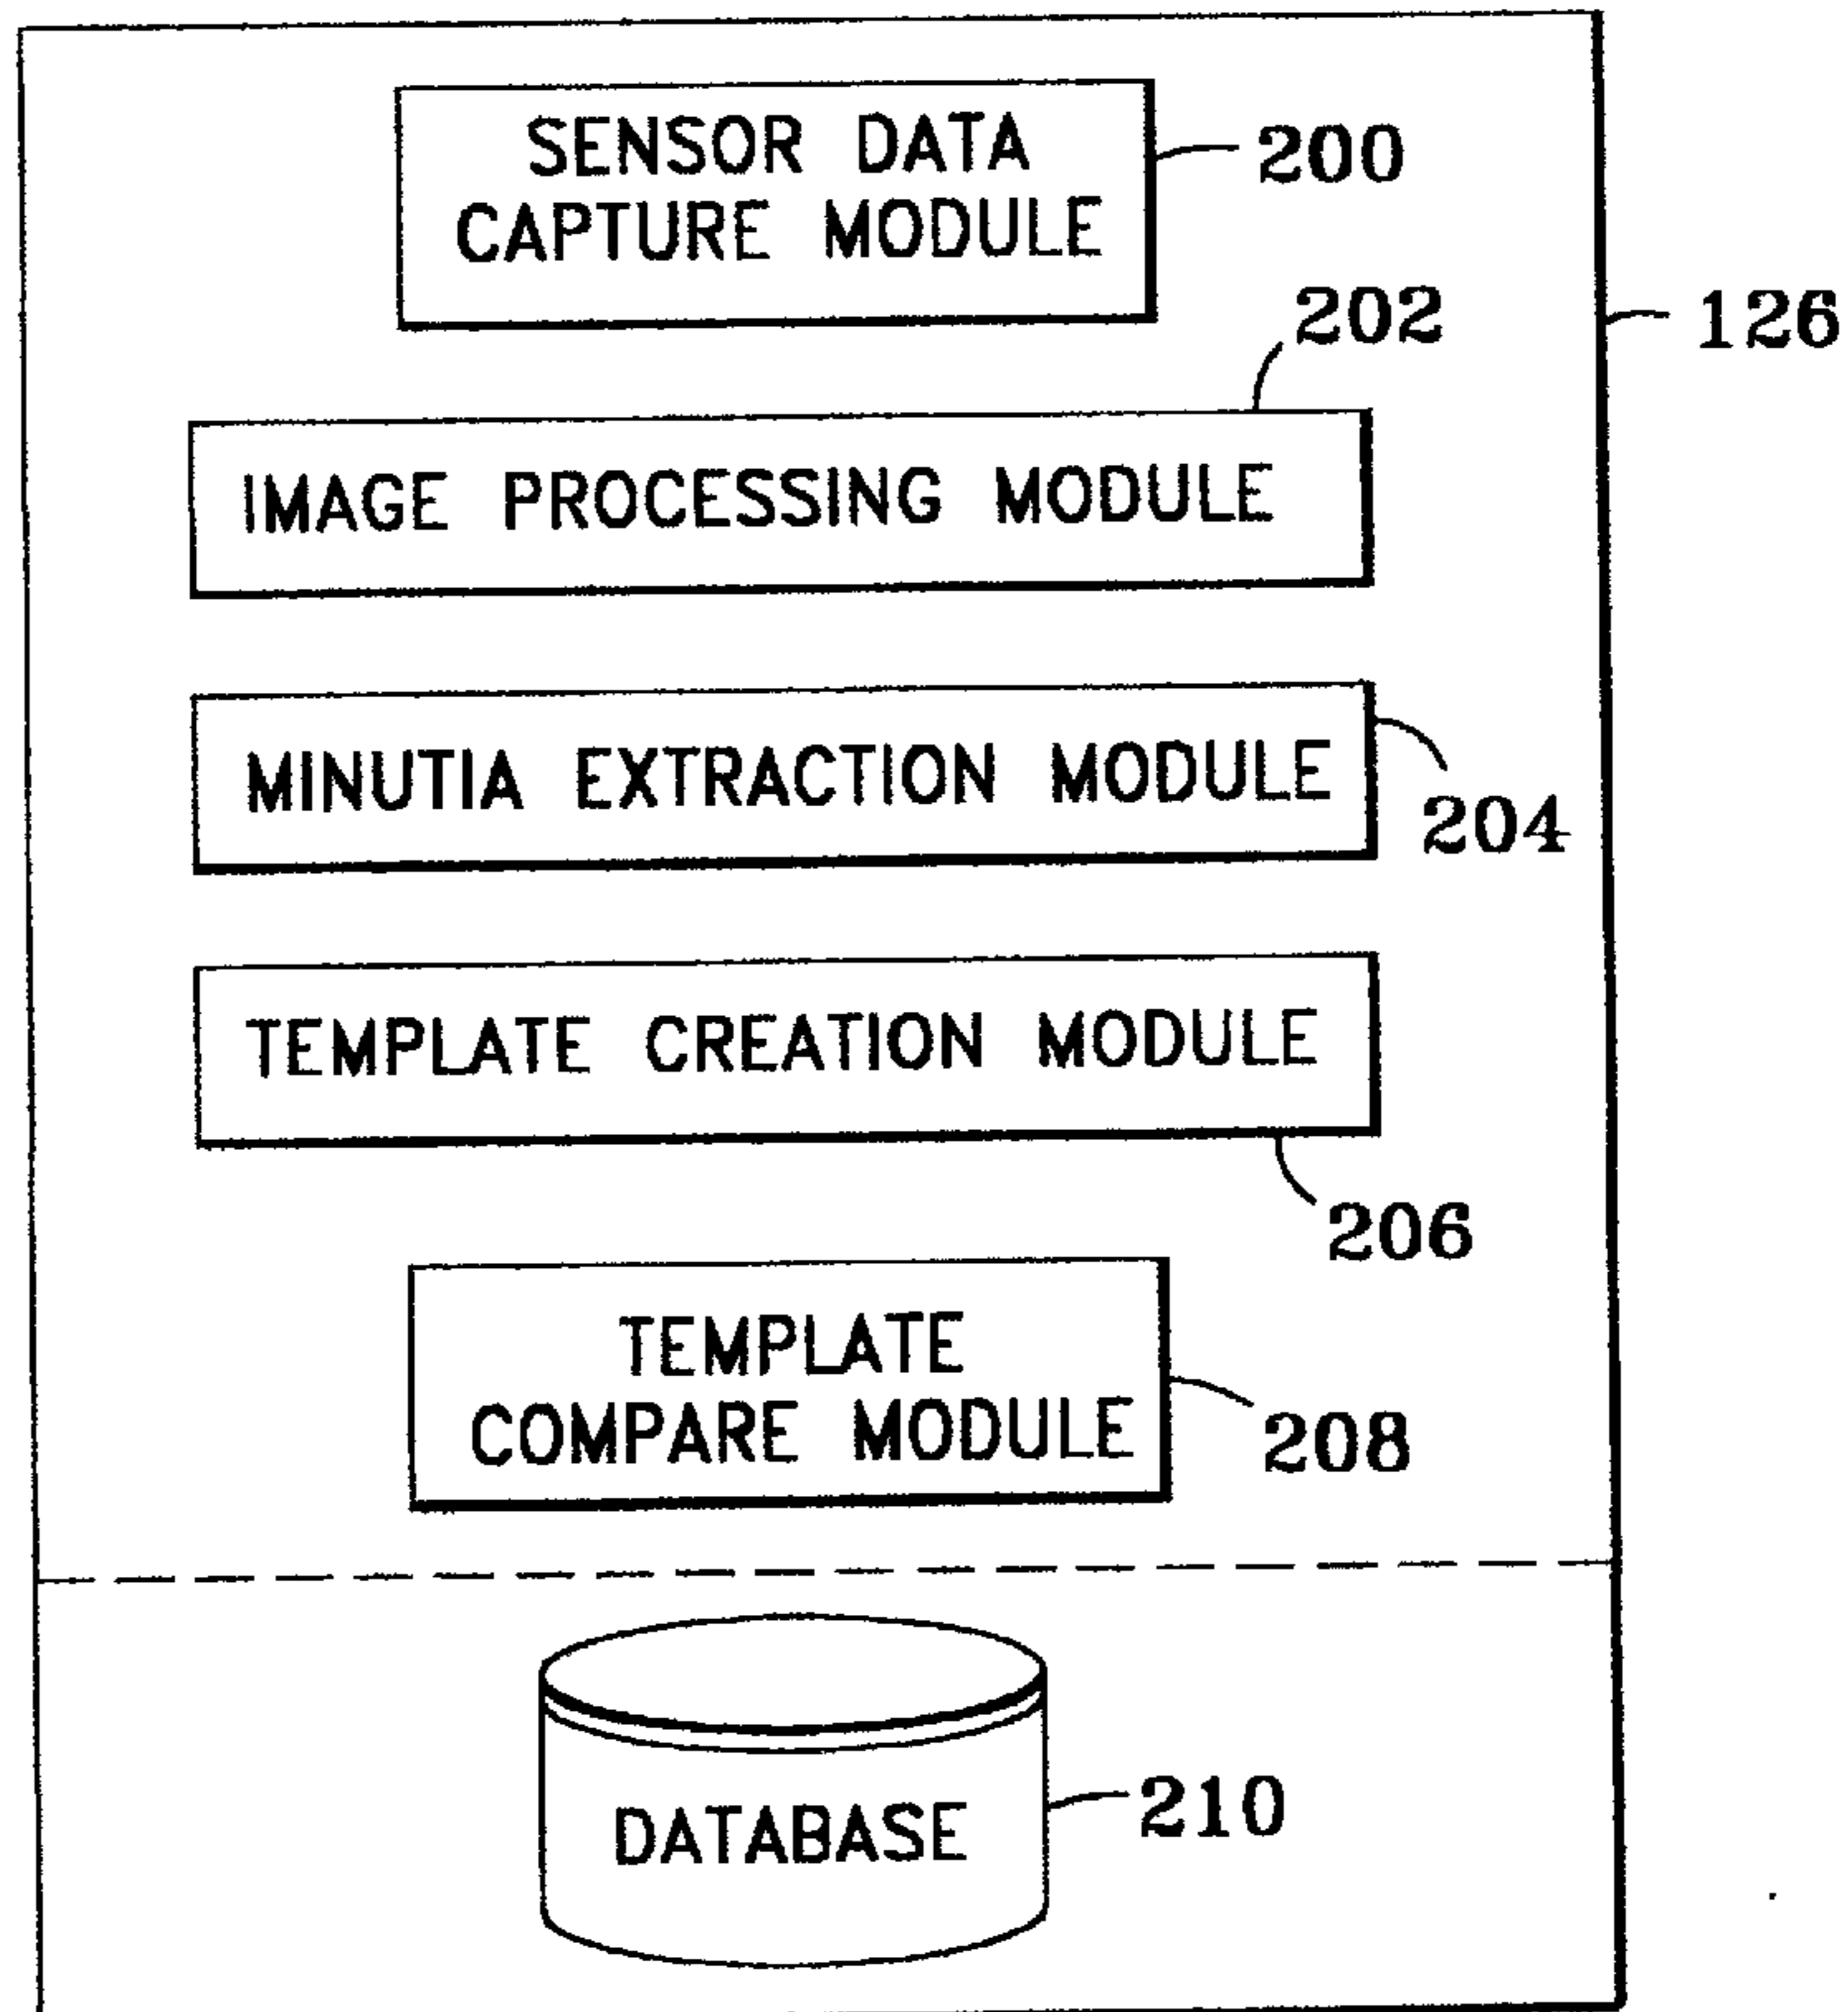 SENSOR DATA
CAPTURE MODULE
200
202
126
IMAGE PROCESSING MODULE
MINUTIA EXTRACTION MODULE
204
TEMPLATE CREATION MODULE
206
TEMPLATE
COMPARE MODULE
208
DATABASE
210